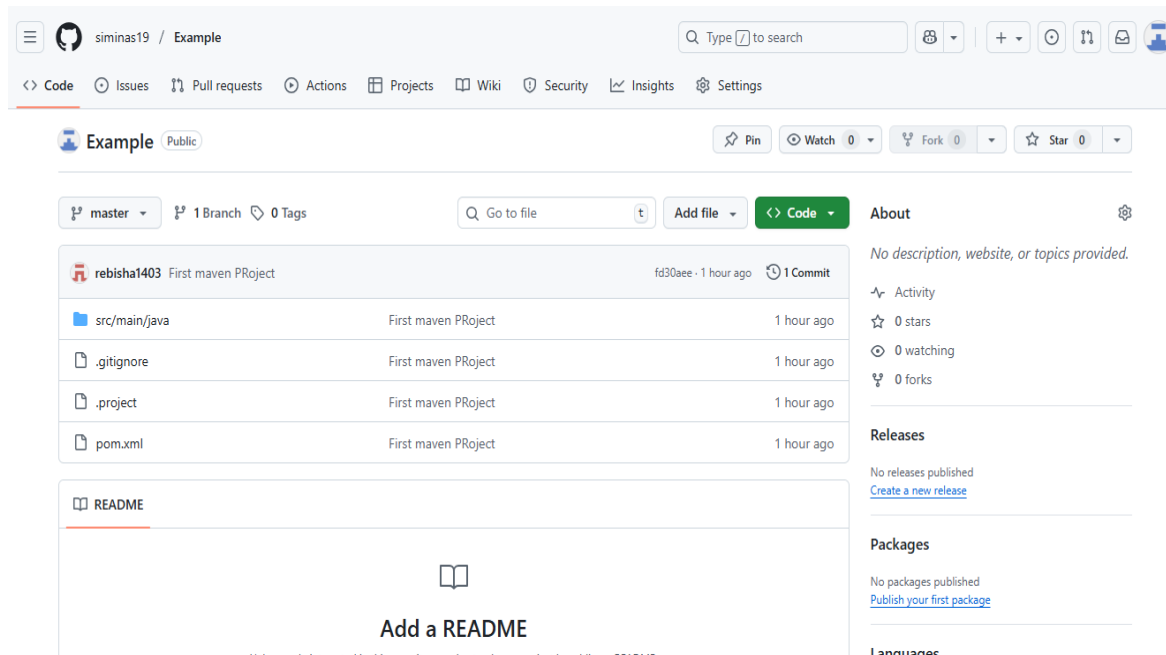 siminas19 / Example
Type / to search
Code Issues Pull requests Actions Projects Wiki Security Insights Settings
Example Public
Pin Watch 0 Fork 0 Star 0
master 1 Branch 0 Tags Go to file t Add file Code
rebisha1403 First maven PRoject fd30aee · 1 hour ago 1 Commit
src/main/java First maven PRoject 1 hour ago
.gitignore First maven PRoject 1 hour ago
.project First maven PRoject 1 hour ago
pom.xml First maven PRoject 1 hour ago
README
Add a README
About
No description, website, or topics provided.
Activity
0 stars
0 watching
0 forks
Releases
No releases published
Create a new release
Packages
No packages published
Publish your first package
Languages